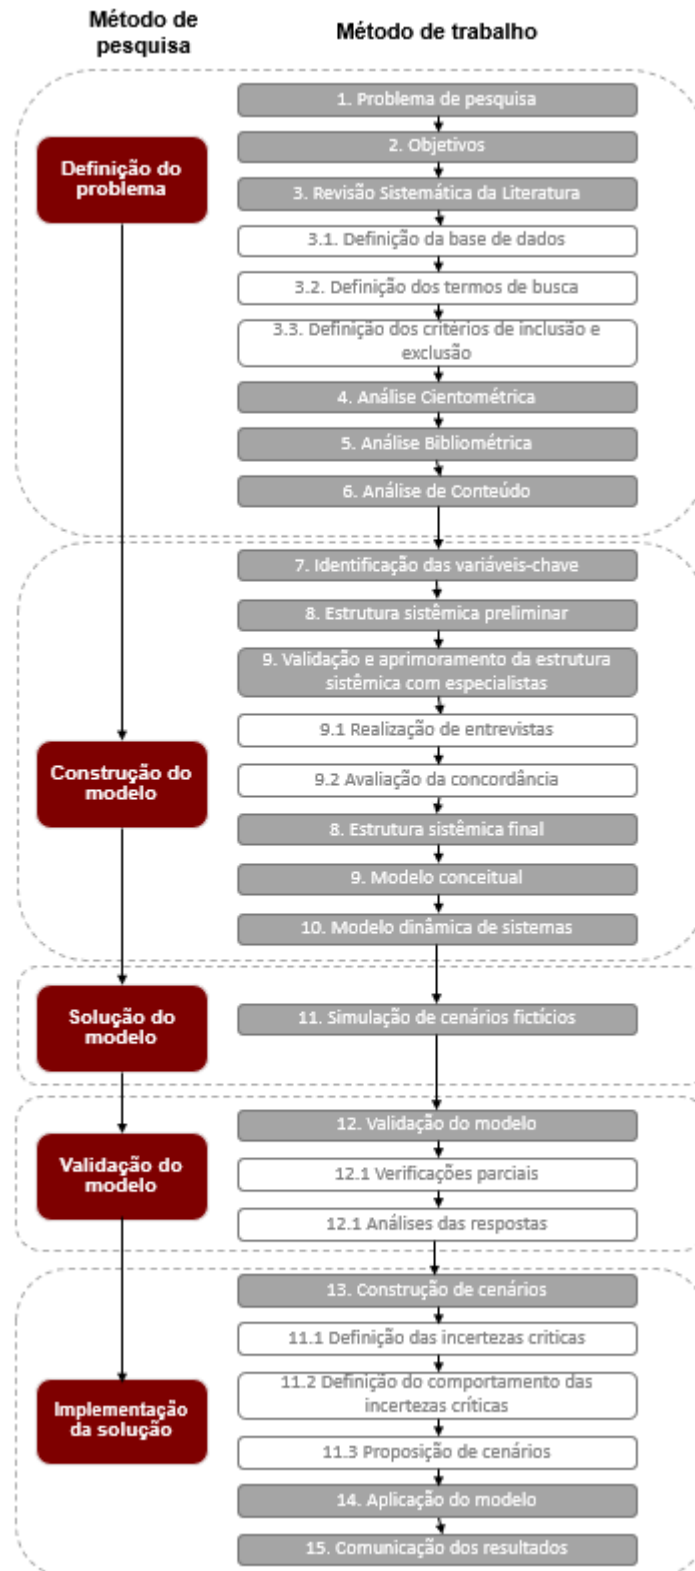 Método de
pesquisa
Método de trabalho
Definição do
problema
1. Problema de pesquisa
2. Objetivos
3. Revisão Sistemática da Literatura
3.1. Definição da base de dados
3.2. Definição dos termos de busca
3.3. Definição dos critérios de inclusão e
exclusão
4. Análise Cientométrica
5. Análise Bibliométrica
6. Análise de Conteúdo
Construção do
modelo
7. Identificação das variáveis-chave
8. Estrutura sistêmica preliminar
9. Validação e aprimoramento da estrutura
sistêmica com especialistas
9.1 Realização de entrevistas
9.2 Avaliação da concordância
8. Estrutura sistêmica final
9. Modelo conceitual
10. Modelo dinâmica de sistemas
Solução do
modelo
11. Simulação de cenários fictícios
Validação do
modelo
12. Validação do modelo
12.1 Verificações parciais
12.1 Análises das respostas
Implementação
da solução
13. Construção de cenários
11.1 Definição das incertezas criticas
11.2 Definição do comportamento das
incertezas críticas
11.3 Proposição de cenários
14. Aplicação do modelo
15. Comunicação dos resultados